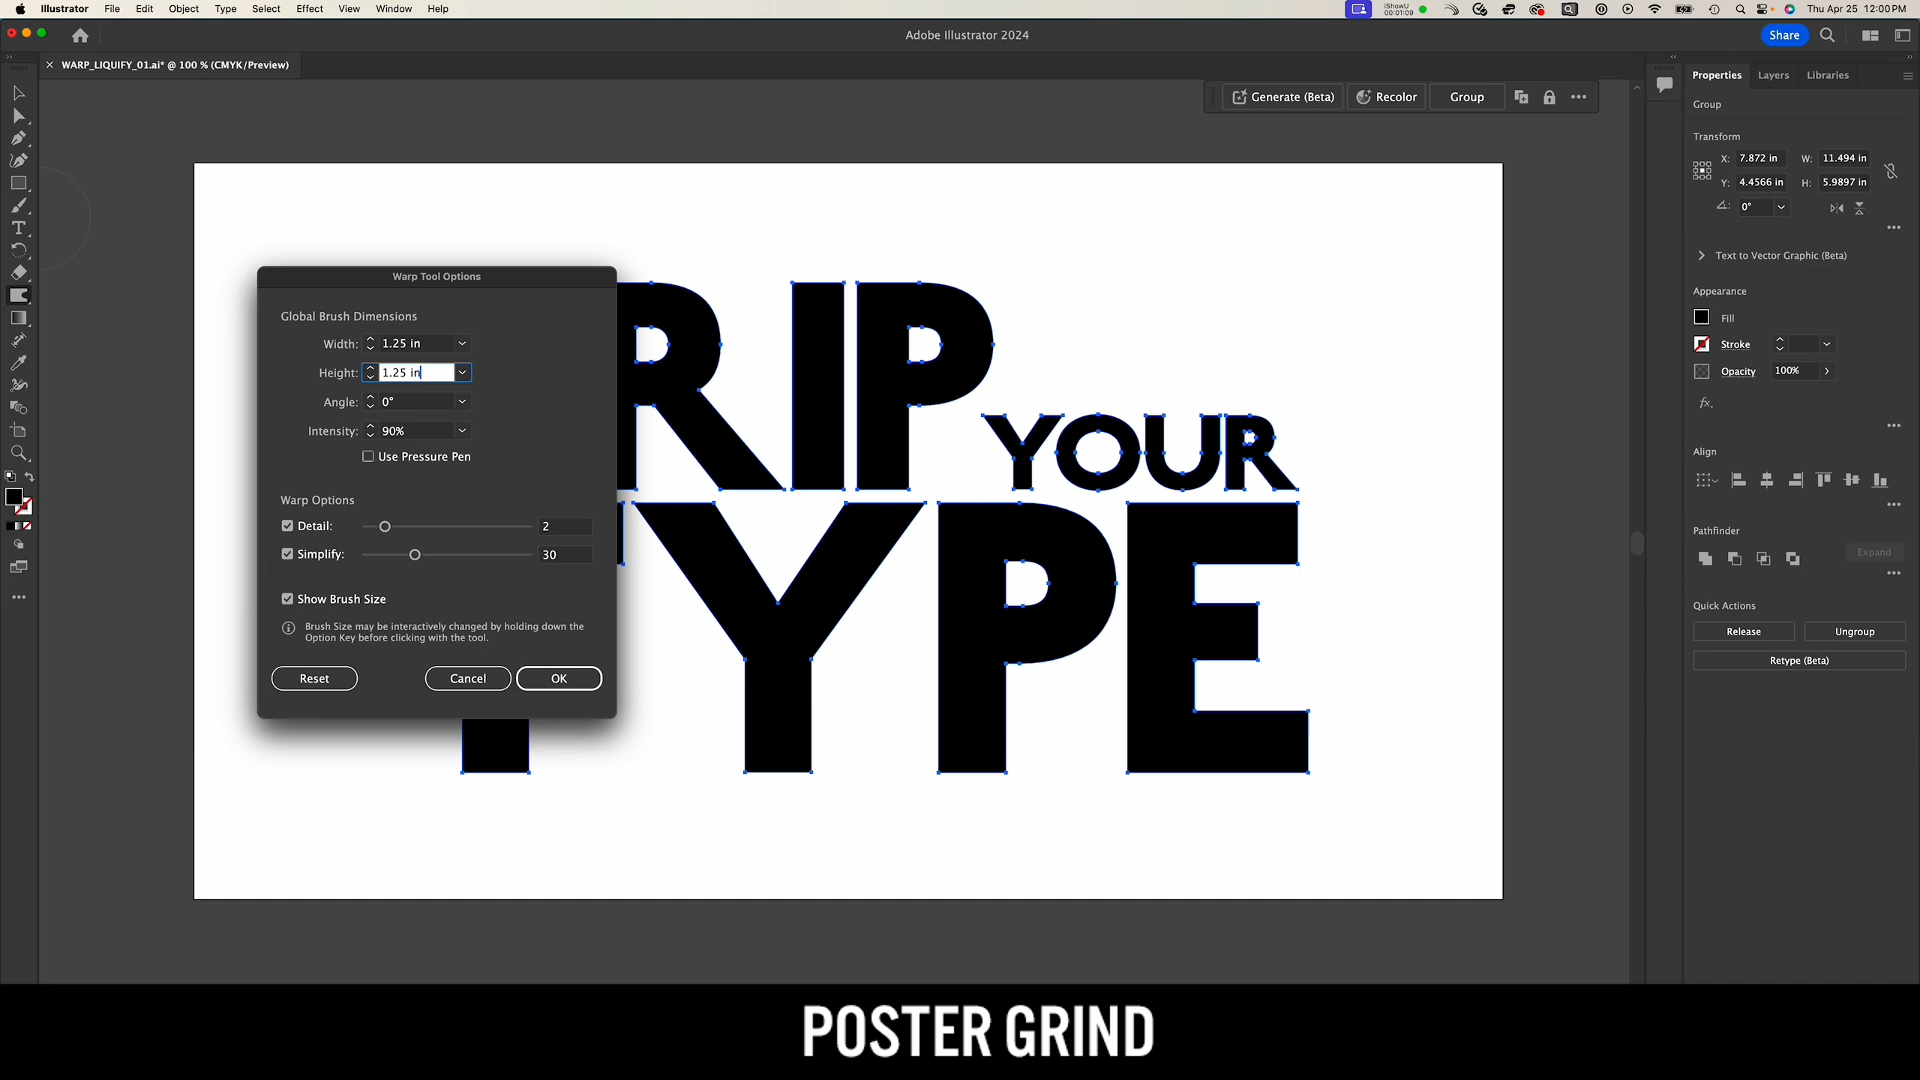 Illustrator File Edit Object Type Select Effect View Window Help
iShowU
00:01:09
Thu Apr 25 12:00 PM
Adobe Illustrator 2024
Share
WARP_LIQUIFY_01.ai* @ 100 % (CMYK/Preview)
Generate (Beta) Recolor Group
Properties Layers Libraries
Group
Transform
X: 7.872 in W: 11.494 in
Y: 4.4566 in H: 5.9897 in
0°
Text to Vector Graphic (Beta)
Appearance
Fill
Stroke
Opacity 100%
fx.
Align
Pathfinder
Expand
Quick Actions
Release Ungroup
Retype (Beta)
Warp Tool Options
Global Brush Dimensions
Width: 1.25 in
Height: 1.25 in
Angle: 0°
Intensity: 90%
Use Pressure Pen
Warp Options
Detail: 2
Simplify: 30
Show Brush Size
Brush Size may be interactively changed by holding down the
Option Key before clicking with the tool.
Reset Cancel OK
RIP
YOUR
TYPE
POSTER GRIND